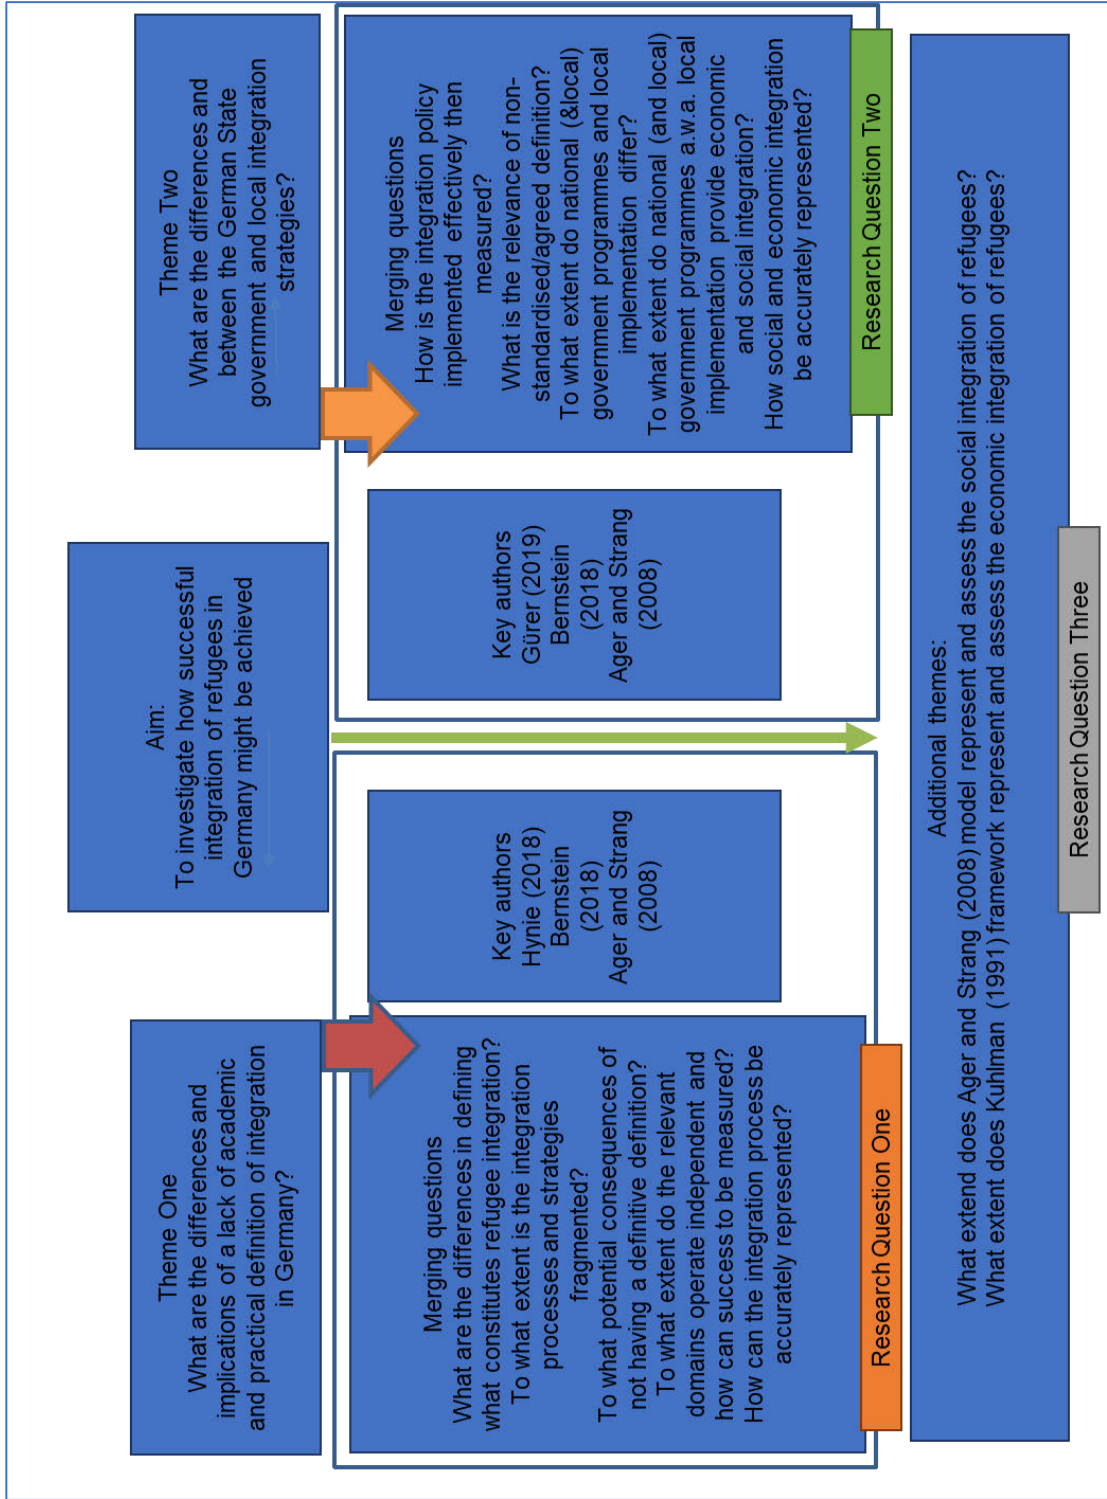 Aim:
To investigate how successful
integration of refugees in
Germany might be achieved
Theme One
What are the differences and
implications of a lack of academic
and practical definition of integration
in Germany?
Theme Two
What are the differences and
between the German State
government and local integration
strategies?
Merging questions
What are the differences in defining
what constitutes refugee integration?
To what extent is the integration
processes and strategies
fragmented?
To what potential consequences of
not having a definitive definition?
To what extent do the relevant
domains operate independent and
how can success to be measured?
How can the integration process be
accurately represented?
Key authors
Hynie (2018)
Bernstein
(2018)
Ager and Strang
(2008)
Key authors
Gürer (2019)
Bernstein
(2018)
Ager and Strang
(2008)
Merging questions
How is the integration policy
implemented effectively then
measured?
What is the relevance of non-
standardised/agreed definition?
To what extent do national (&local)
government programmes and local
implementation differ?
To what extent do national (and local)
government programmes a.w.a. local
implementation provide economic
and social integration?
How social and economic integration
be accurately represented?
Research Question One
Research Question Two
Additional themes:
What extend does Ager and Strang (2008) model represent and assess the social integration of refugees?
What extent does Kuhlman (1991) framework represent and assess the economic integration of refugees?
Research Question Three